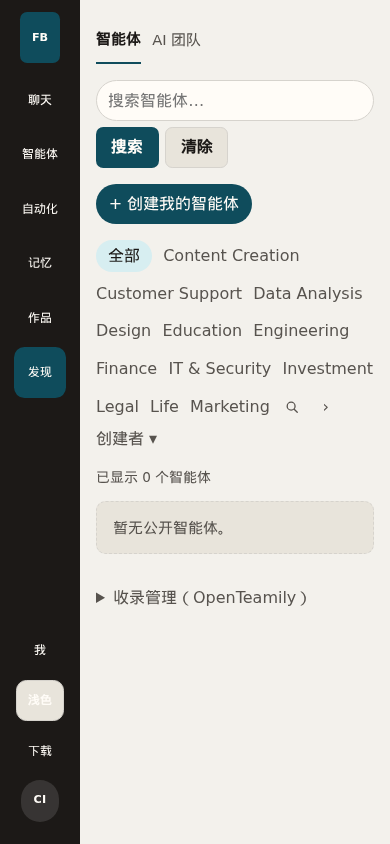 FB
聊天
智能体
自动化
记忆
作品
发现
我
浅色
下载
CI
智能体 AI 团队
搜索智能体…
搜索 清除
+ 创建我的智能体
全部 Content Creation
Customer Support Data Analysis
Design Education Engineering
Finance IT & Security Investment
Legal Life Marketing ›
创建者 ▾
已显示 0 个智能体
暂无公开智能体。
▶ 收录管理（OpenTeamily）